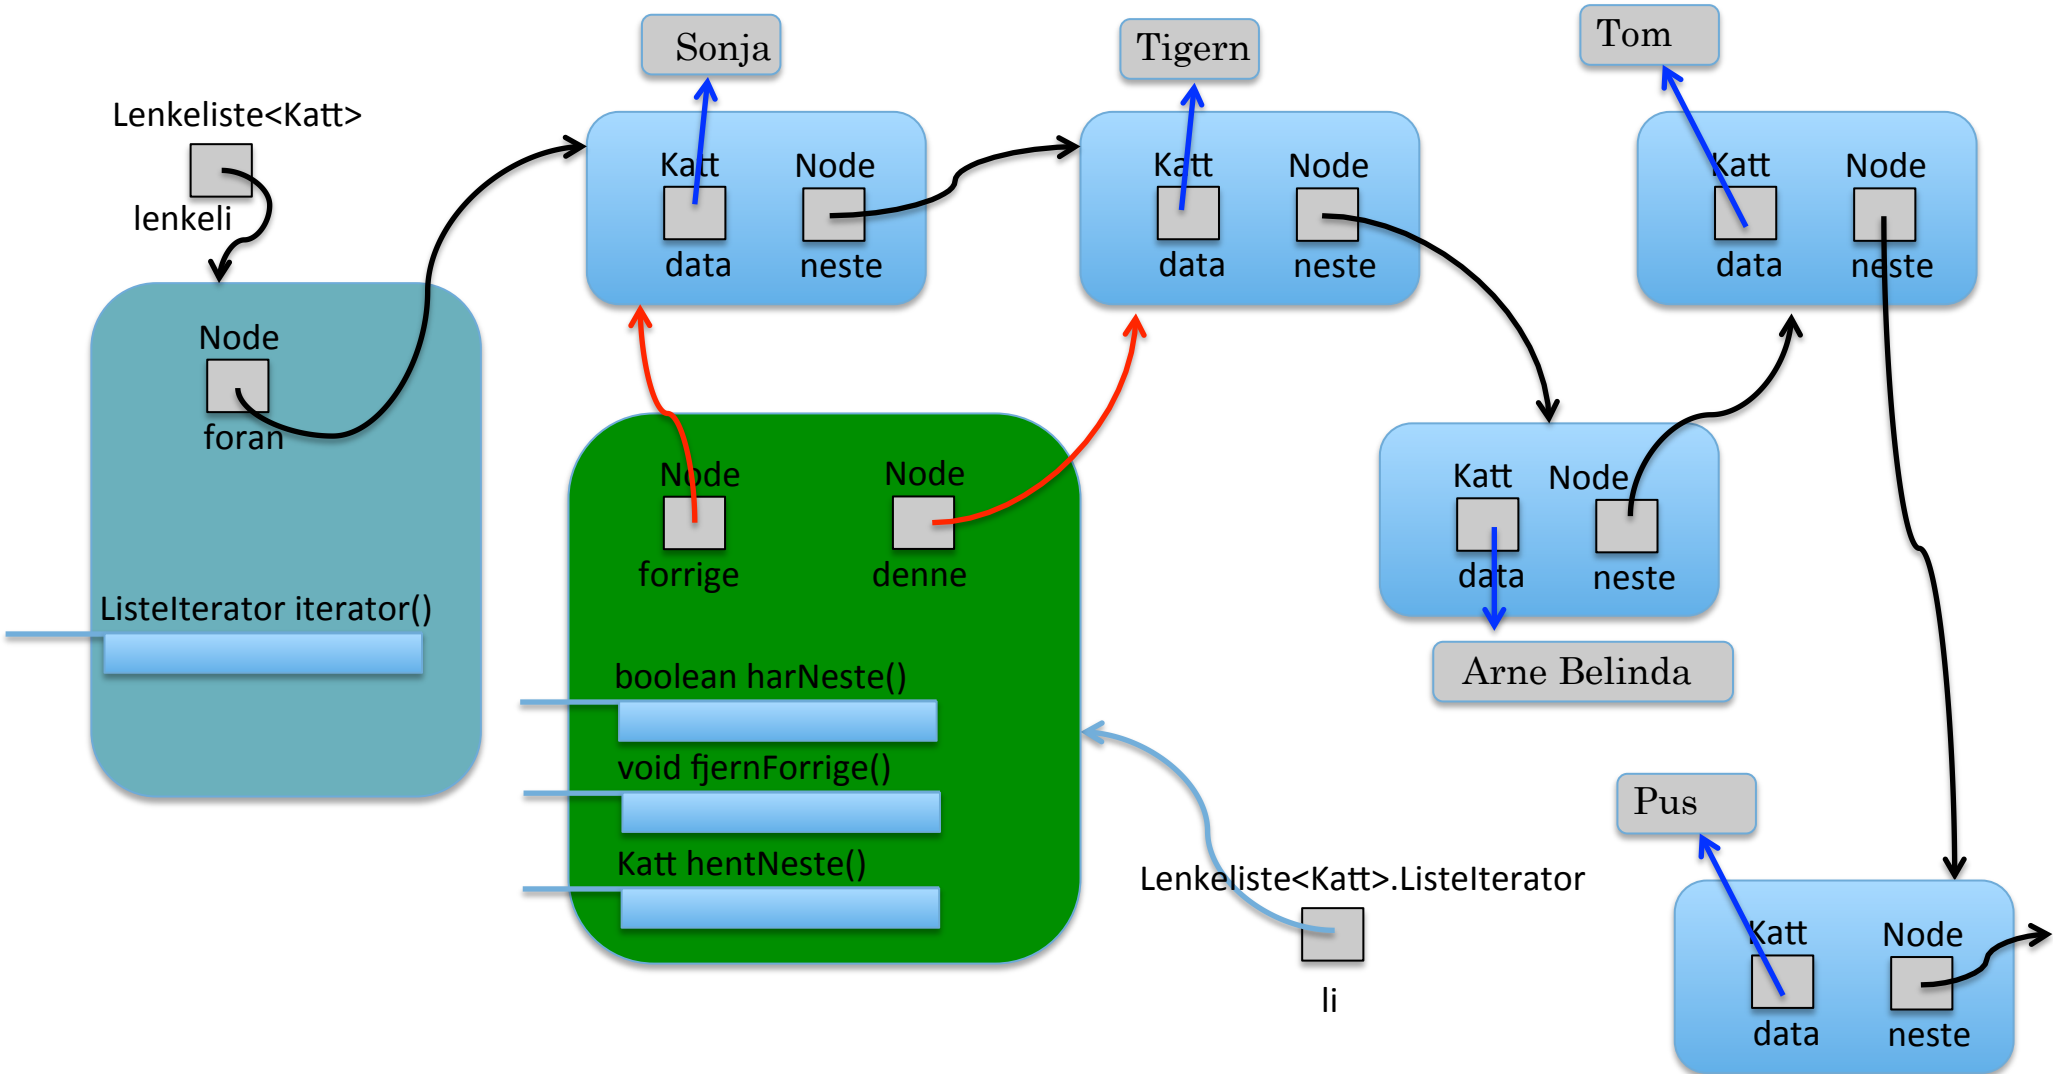 Sonja
Tigern
Tom
Lenkeliste<Katt>
lenkeli
Katt Node
data neste
Katt Node
data neste
Katt Node
data neste
Node
foran
ListeIterator iterator()
Node Node
forrige denne
boolean harNeste()
void fjernForrige()
Katt hentNeste()
Katt Node
data neste
Arne Belinda
Lenkeliste<Katt>.ListeIterator
li
Pus
Katt Node
data neste